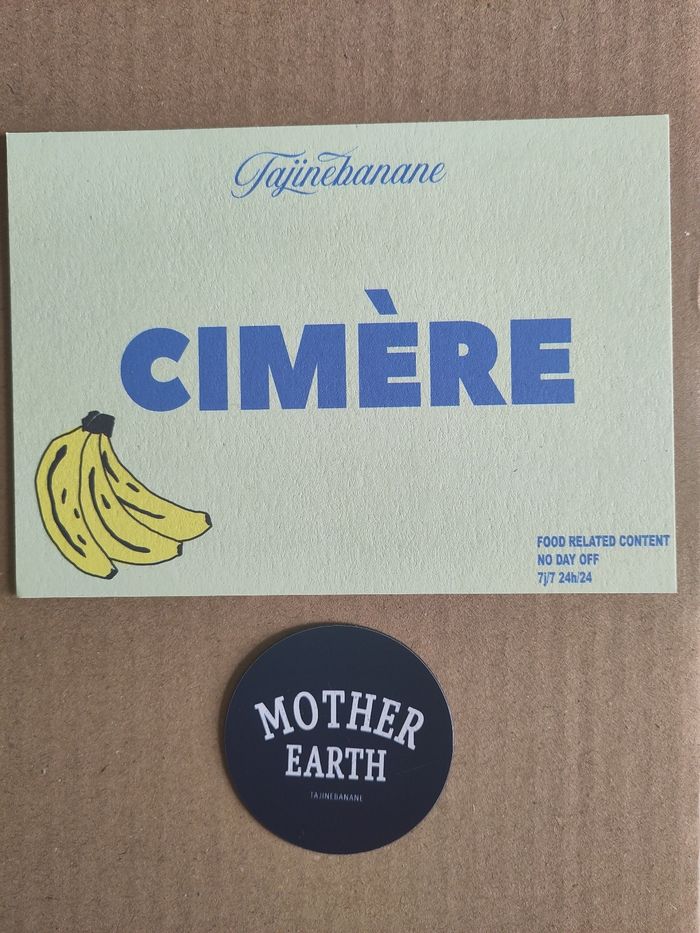 Tajinebanane
CIMÈRE
FOOD RELATED CONTENT
NO DAY OFF
7j/7 24h/24
MOTHER
EARTH
TAJINEBANANE